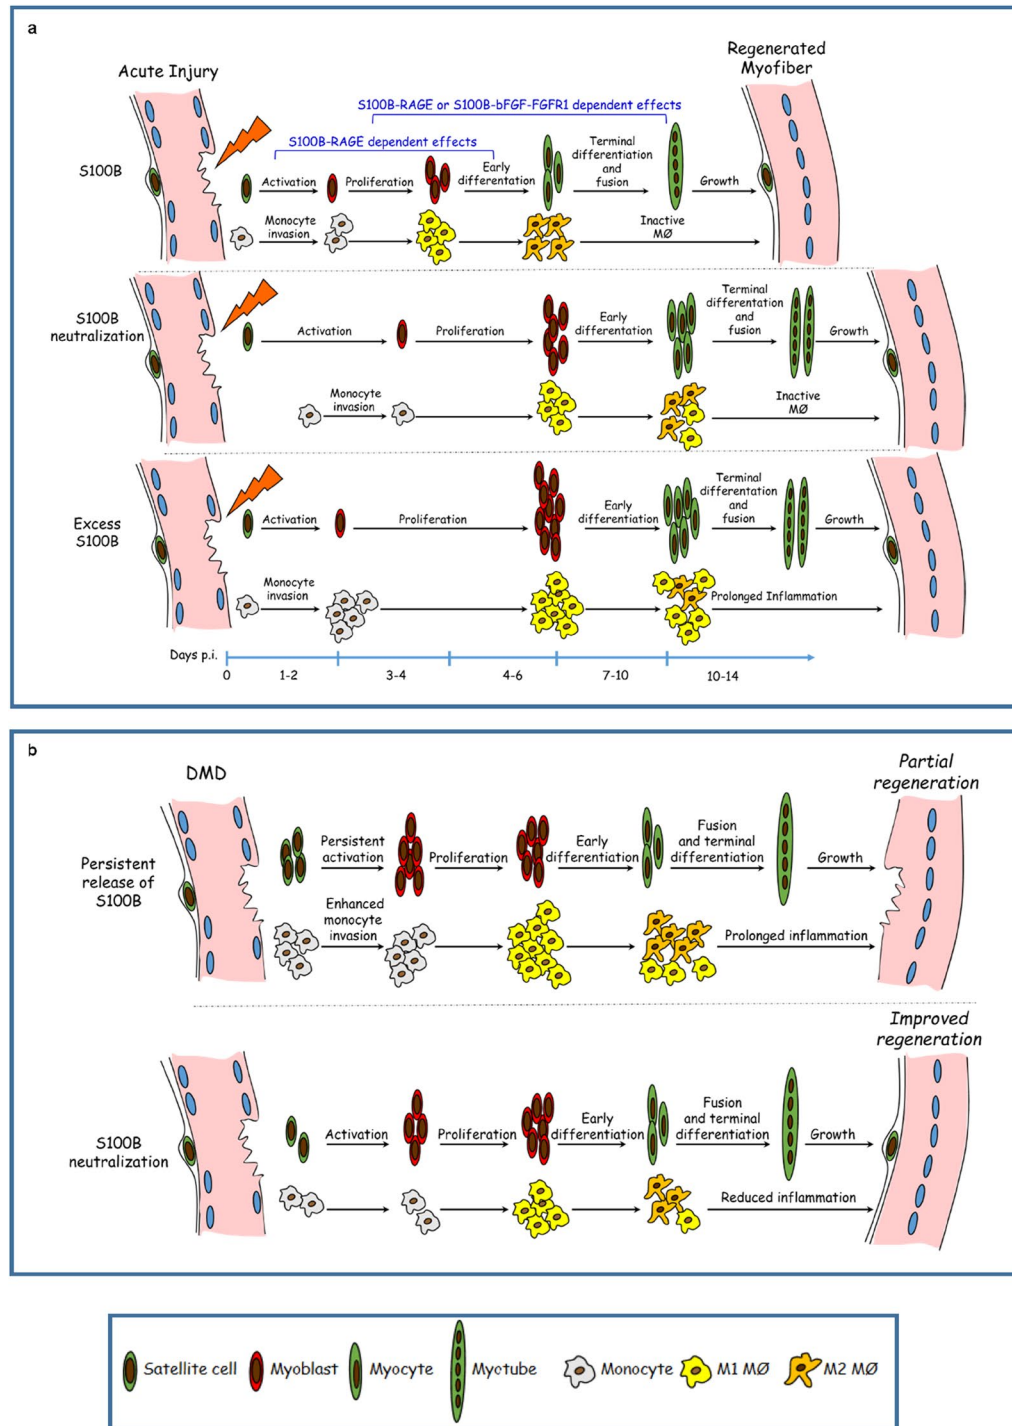 a
Acute Injury
Regenerated
Myofiber
S100B-RAGE or S100B-bFGF-FGFR1 dependent effects
S100B-RAGE dependent effects
S100B
Activation
Proliferation
Early
differentation
Terminal
differentiation
and
fusion
Growth
Monocyte
invasion
Inactive
MØ
S100B
neutralization
Activation
Proliferation
Early
differentiation
Terminal
differentation
and
fusion
Growth
Monocyte
invasion
Inactive
MØ
Excess
S100B
Activation
Proliferation
Early
differentiation
Terminal
differentation
and
fusion
Growth
Monocyte
invasion
Prolonged Inflammation
Days p.i.
0 1-2 3-4 4-6 7-10 10-14
b
DMD
Partial
regeneration
Persistent
release of
S100B
Persistent
activation
Proliferation
Early
differentiation
Fusion
and terminal
differentiation
Growth
Enhanced
monocyte
invasion
Prolonged inflammation
Improved
regeneration
S100B
neutralization
Activation
Proliferation
Early
differentiation
Fusion
and terminal
differentiation
Growth
Reduced inflammation
Satellite cell Myoblast Myocyte Myotube Monocyte M1 MØ M2 MØ